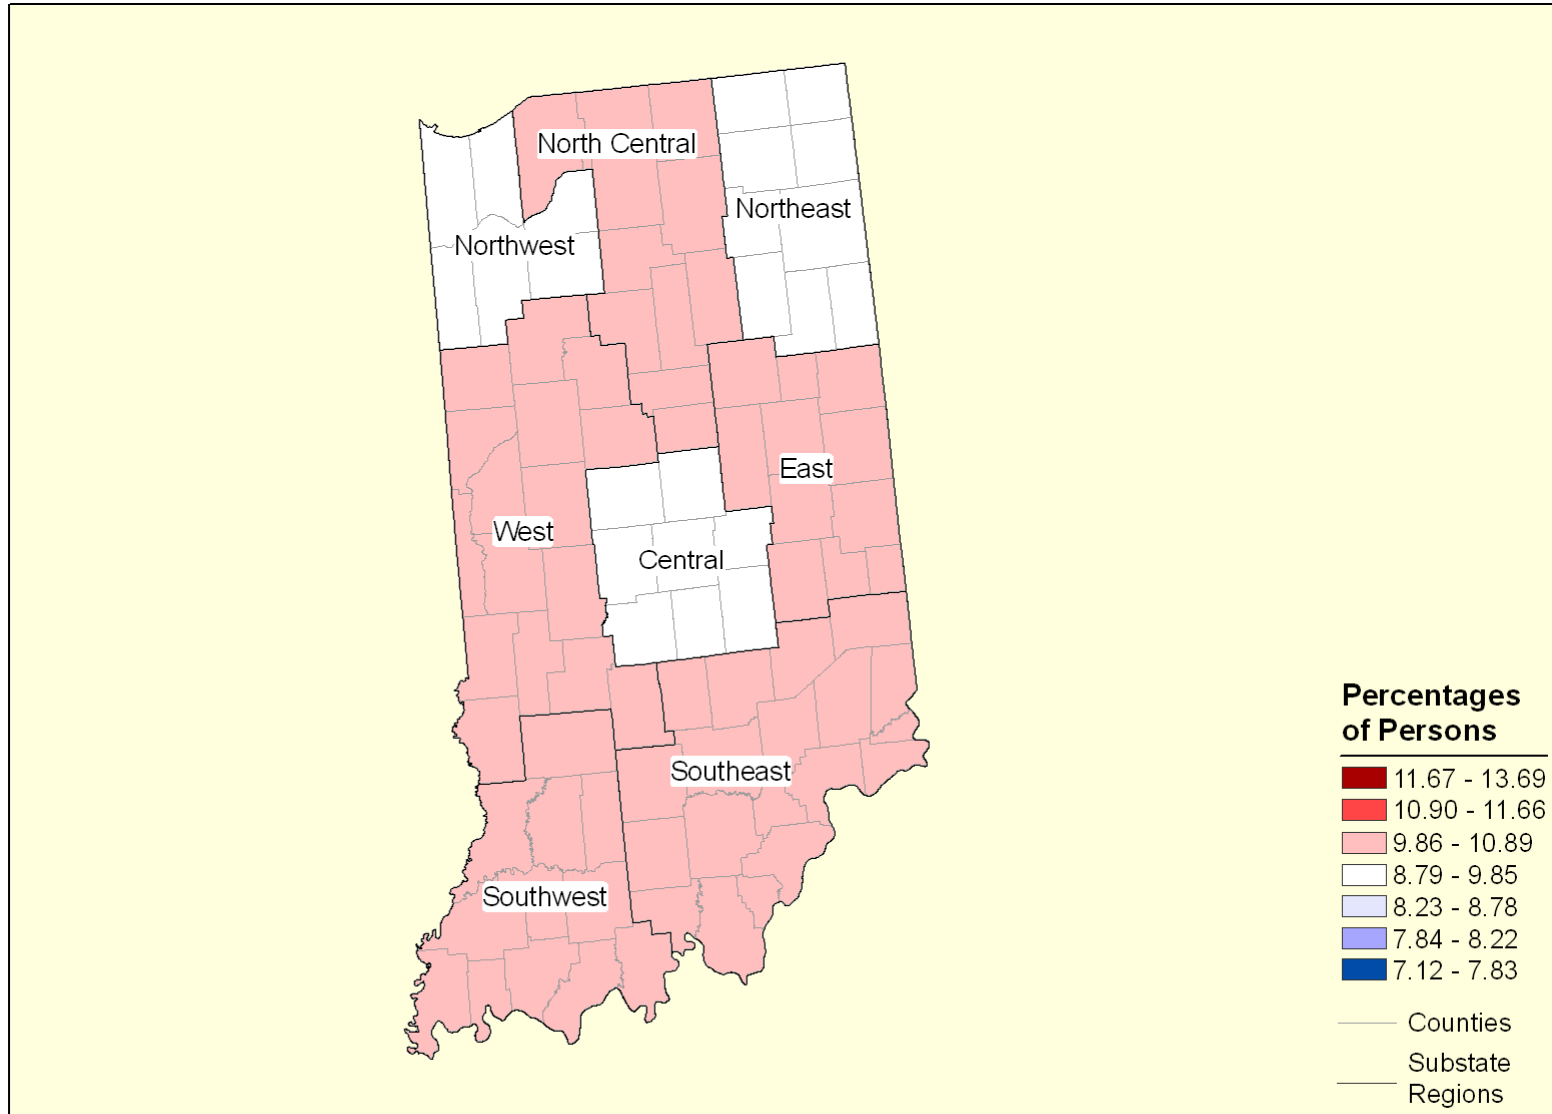 North Central
Northeast
Northwest
East
West
Central
Southeast
Southwest
Percentages
of Persons
11.67 - 13.69
10.90 - 11.66
9.86 - 10.89
8.79 - 9.85
8.23 - 8.78
7.84 - 8.22
7.12 - 7.83
Counties
Substate
Regions